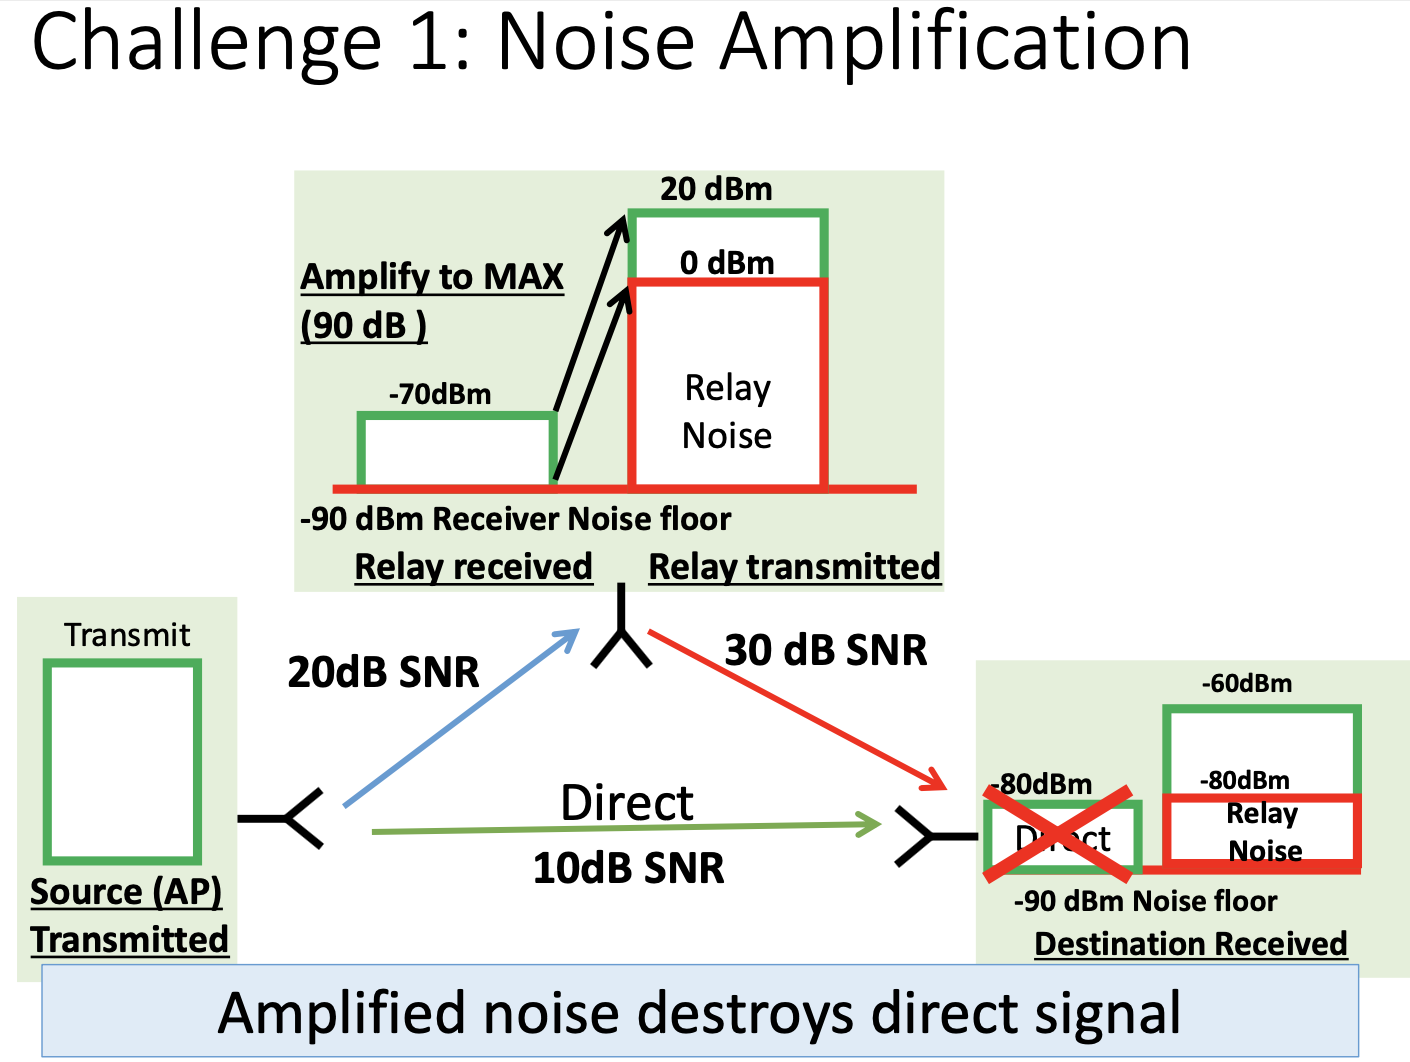 Challenge 1: Noise Amplification
20 dBm
0 dBm
Amplify to MAX
(90 dB )
-70dBm
Relay
Noise
-90 dBm Receiver Noise floor
Relay received
Relay transmitted
Transmit
20dB SNR
30 dB SNR
-60dBm
-80dBm
-80dBm
Direct
Relay
Noise
Direct
10dB SNR
-90 dBm Noise floor
Destination Received
Source (AP)
Transmitted
Amplified noise destroys direct signal